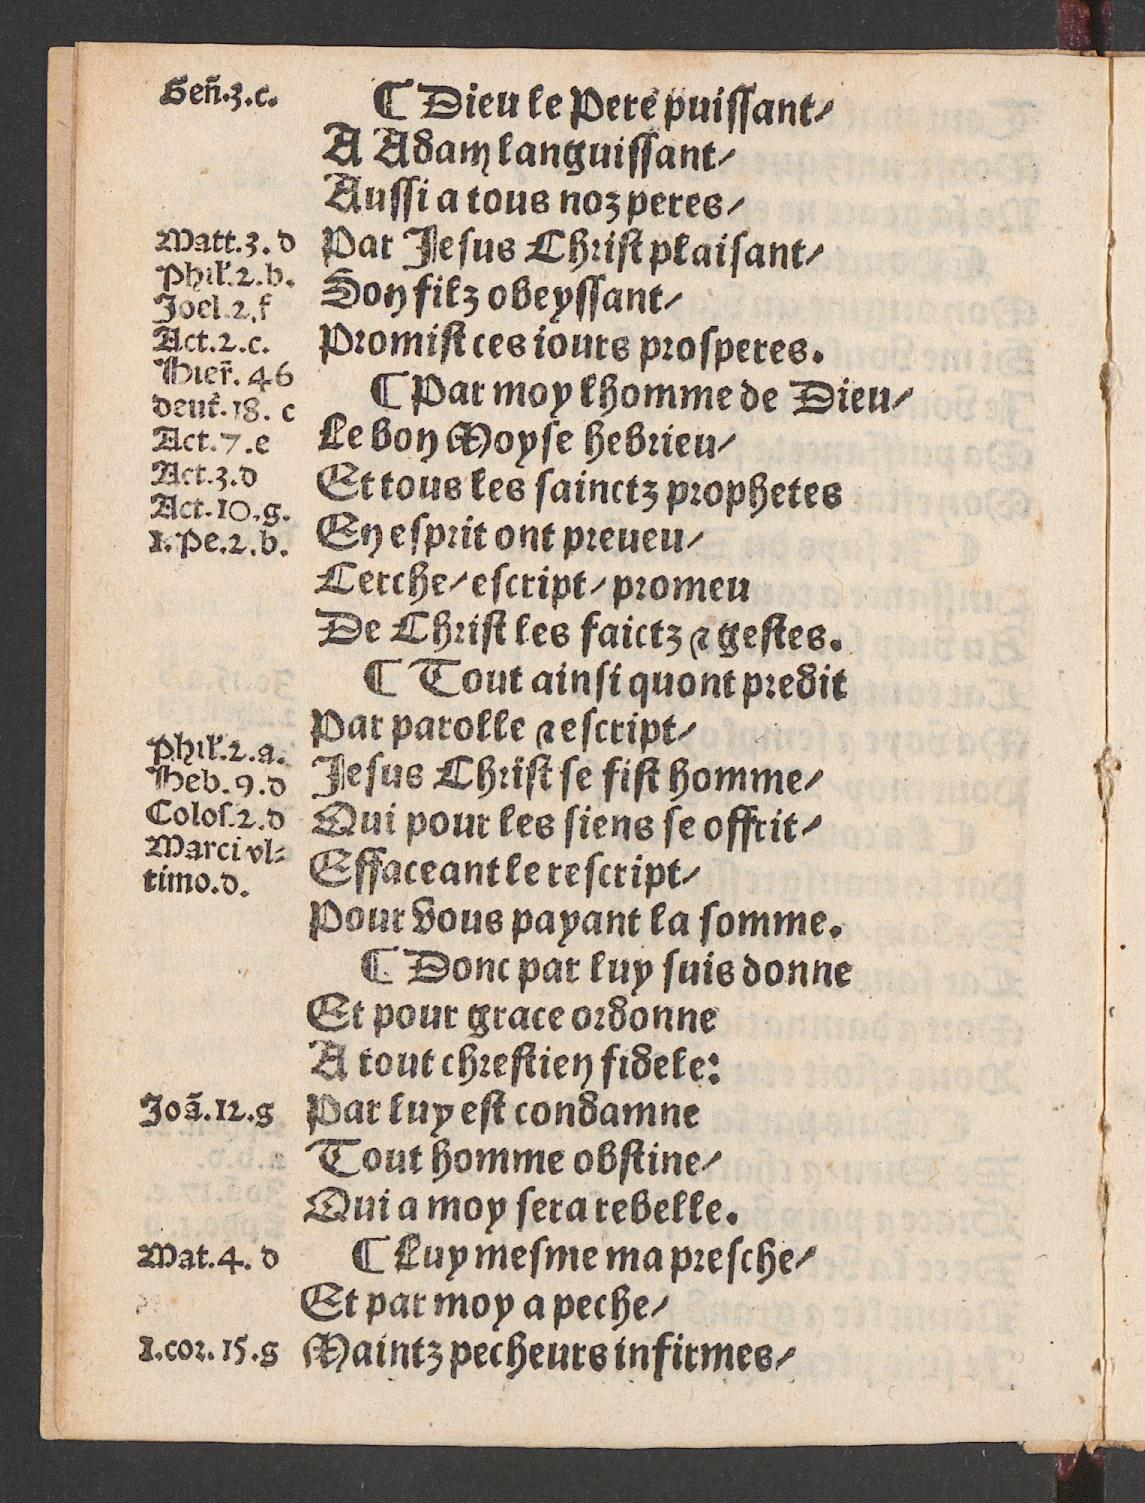 Geñ.3.c.
¶ Dieu le Pere puissant/
A Adam languissant/
Aussi a tous noz peres/
Matt.3.d
Par Jesus Christ plaisant/
Phil'.2.b.
Son filz obeyssant/
Joel.2.f
Act.2.c.
Promist ces iours prosperes.
Hier̃. 46
¶ Par moy lhomme de Dieu/
deut̃.18. c
Act.7.e
Le bon Moyse hebrieu/
Act.3.d
Et tous les sainctz prophetes
Act.10.g.
En esprit ont preueu/
1.Pe.2.b.
Cerche/ escript/ promeu
De Christ les faictz ⁊ gestes.
¶ Tout ainsi quont predit
Par parolle ⁊ escript/
Phil'.2.a.
Jesus Christ se fist homme/
Heb.9.d
Colos.2.d
Qui pour les siens se offrit/
Marci vl=
Effaceant le rescript/
timo.d.
Pour vous payant la somme.
¶ Donc par luy suis donne
Et pour grace ordonne
A tout chrestien fidele:
Joã.12.g
Par luy est condamne
Tout homme obstine/
Qui a moy sera rebelle.
Mat.4. d
¶ Luy mesme ma presche/
Et par moy a peche/
1.cor.15.g
Maintz pecheurs infirmes/